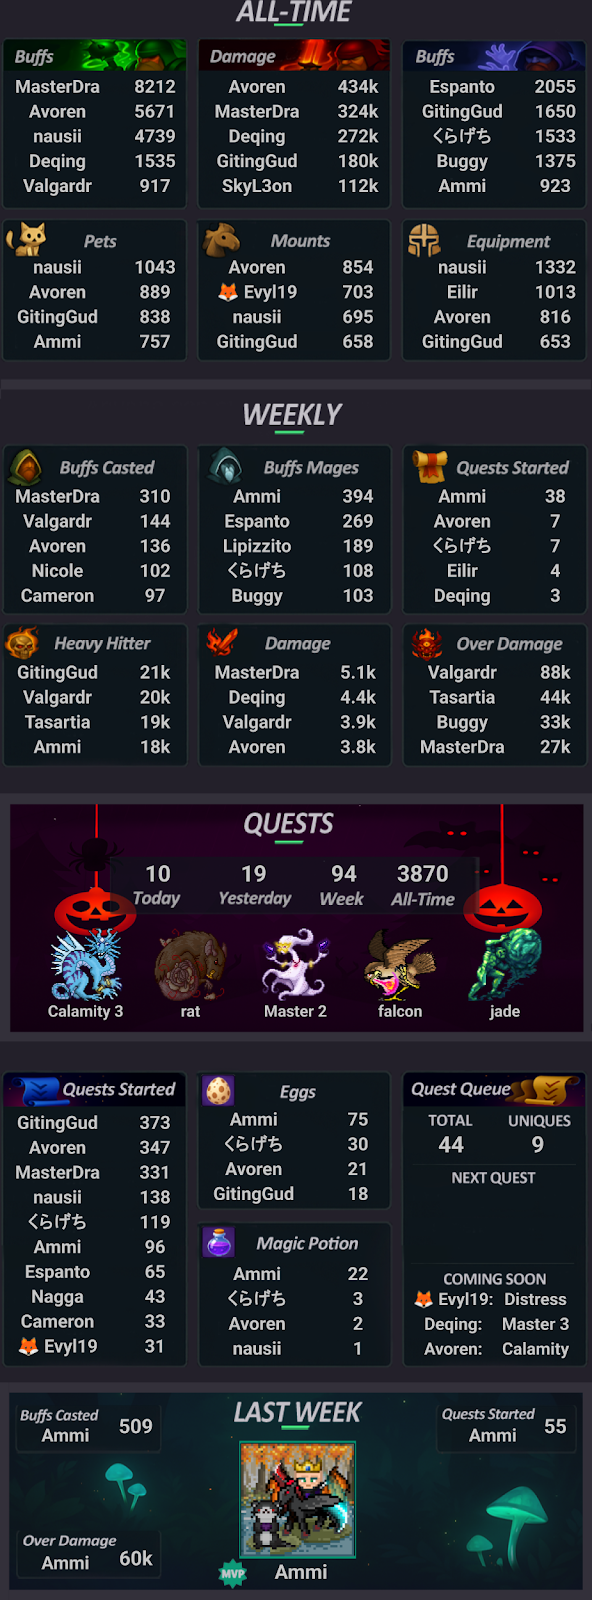 ALL-TIME
Buffs
MasterDra 8212
Avoren 5671
nausii 4739
Deqing 1535
Valgardr 917
Damage
Avoren 434k
MasterDra 324k
Deqing 272k
GitingGud 180k
SkyL3on 112k
Buffs
Espanto 2055
GitingGud 1650
くらげち 1533
Buggy 1375
Ammi 923
Pets
nausii 1043
Avoren 889
GitingGud 838
Ammi 757
Mounts
Avoren 854
🦊 Evyl19 703
nausii 695
GitingGud 658
Equipment
nausii 1332
Eilir 1013
Avoren 816
GitingGud 653
WEEKLY
Buffs Casted
MasterDra 310
Valgardr 144
Avoren 136
Nicole 102
Cameron 97
Buffs Mages
Ammi 394
Espanto 269
Lipizzito 189
くらげち 108
Buggy 103
Quests Started
Ammi 38
Avoren 7
くらげち 7
Eilir 4
Deqing 3
Heavy Hitter
GitingGud 21k
Valgardr 20k
Tasartia 19k
Ammi 18k
Damage
MasterDra 5.1k
Deqing 4.4k
Valgardr 3.9k
Avoren 3.8k
Over Damage
Valgardr 88k
Tasartia 44k
Buggy 33k
MasterDra 27k
QUESTS
10 19 94 3870
Today Yesterday Week All-Time
Calamity 3 rat Master 2 falcon jade
Quests Started
GitingGud 373
Avoren 347
MasterDra 331
nausii 138
くらげち 119
Ammi 96
Espanto 65
Nagga 43
Cameron 33
🦊 Evyl19 31
Eggs
Ammi 75
くらげち 30
Avoren 21
GitingGud 18
Magic Potion
Ammi 22
くらげち 3
Avoren 2
nausii 1
Quest Queue
TOTAL UNIQUES
44 9
NEXT QUEST
COMING SOON
🦊 Evyl19: Distress
Deqing: Master 3
Avoren: Calamity
LAST WEEK
Buffs Casted
Ammi 509
Quests Started
Ammi 55
Over Damage
Ammi 60k
MVP
Ammi